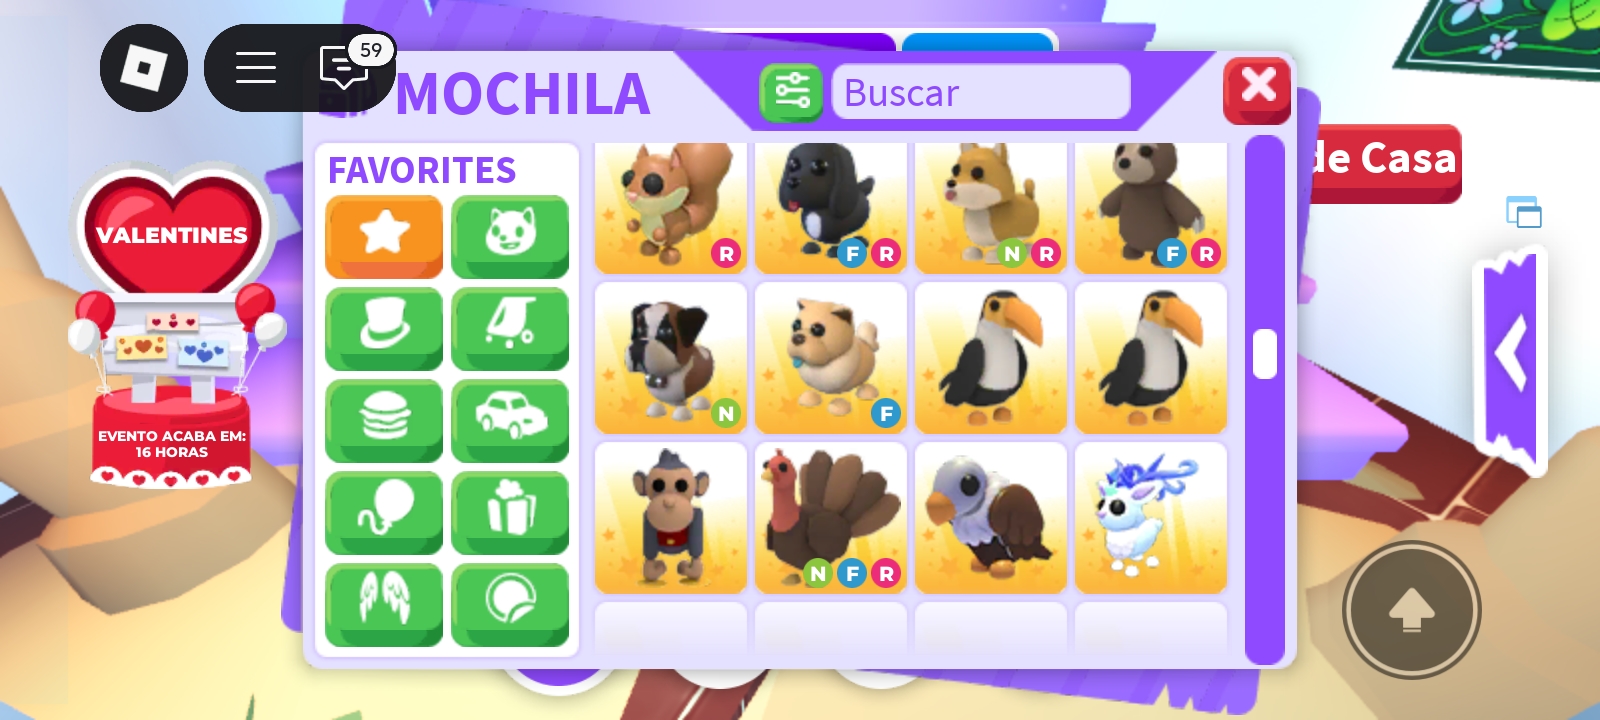 59
MOCHILA
Buscar
de Casa
FAVORITES
VALENTINES
EVENTO ACABA EM:
16 HORAS
R
F R
N R
F R
N
F
N F R